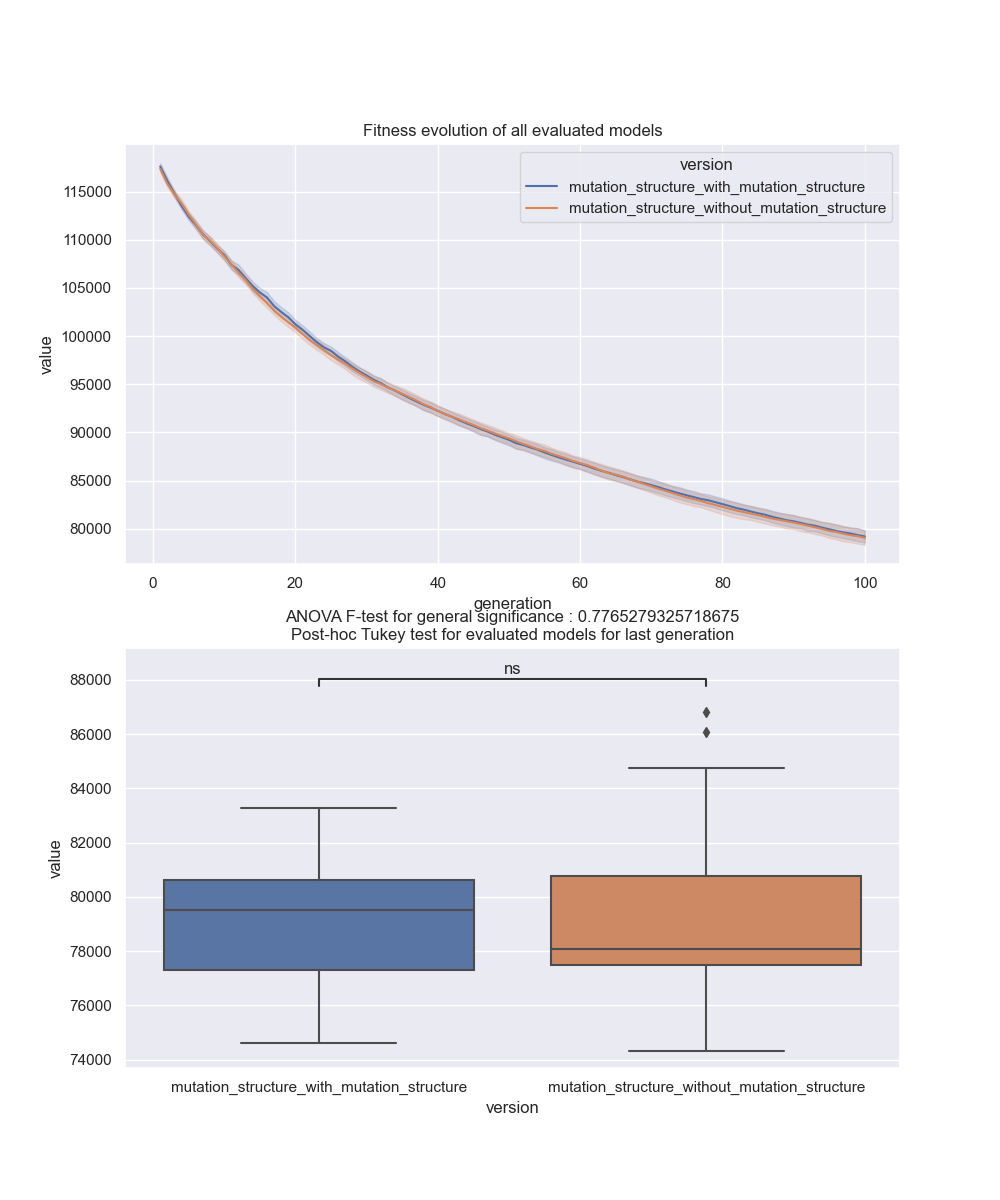 Fitness evolution of all evaluated models
version
mutation_structure_with_mutation_structure
mutation_structure_without_mutation_structure
value
115000
110000
105000
100000
95000
90000
85000
80000
0 20 40 60 80 100
generation
ANOVA F-test for general significance : 0.7765279325718675
Post-hoc Tukey test for evaluated models for last generation
ns
value
88000
86000
84000
82000
80000
78000
76000
74000
mutation_structure_with_mutation_structure mutation_structure_without_mutation_structure
version